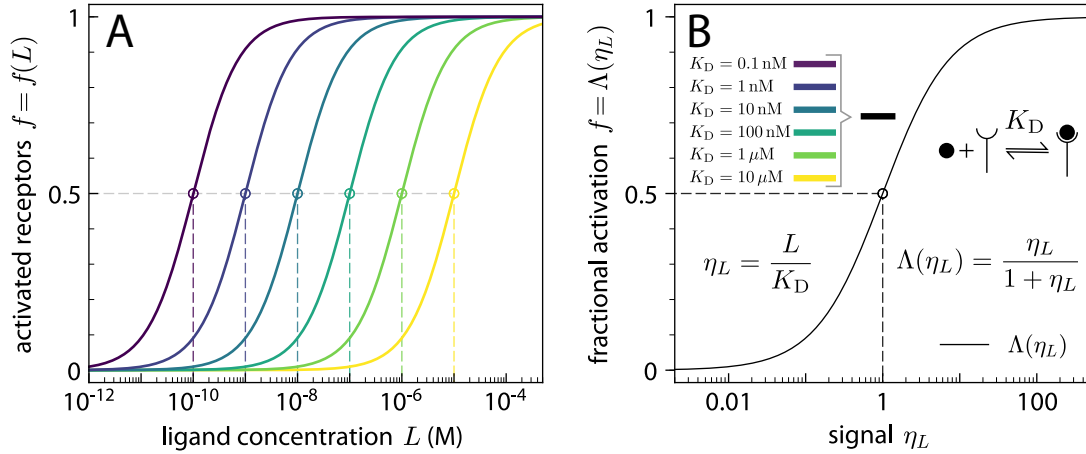 A
activated receptors f = f(L)
1
0.5
0
10⁻¹² 10⁻¹⁰ 10⁻⁸ 10⁻⁶ 10⁻⁴
ligand concentration L (M)
B
fractional activation f = Λ(η_L)
1
0.5
0
K_D = 0.1 nM
K_D = 1 nM
K_D = 10 nM
K_D = 100 nM
K_D = 1 μM
K_D = 10 μM
K_D
+
η_L = L / K_D
Λ(η_L) = η_L / 1 + η_L
Λ(η_L)
0.01 1 10 100
signal η_L